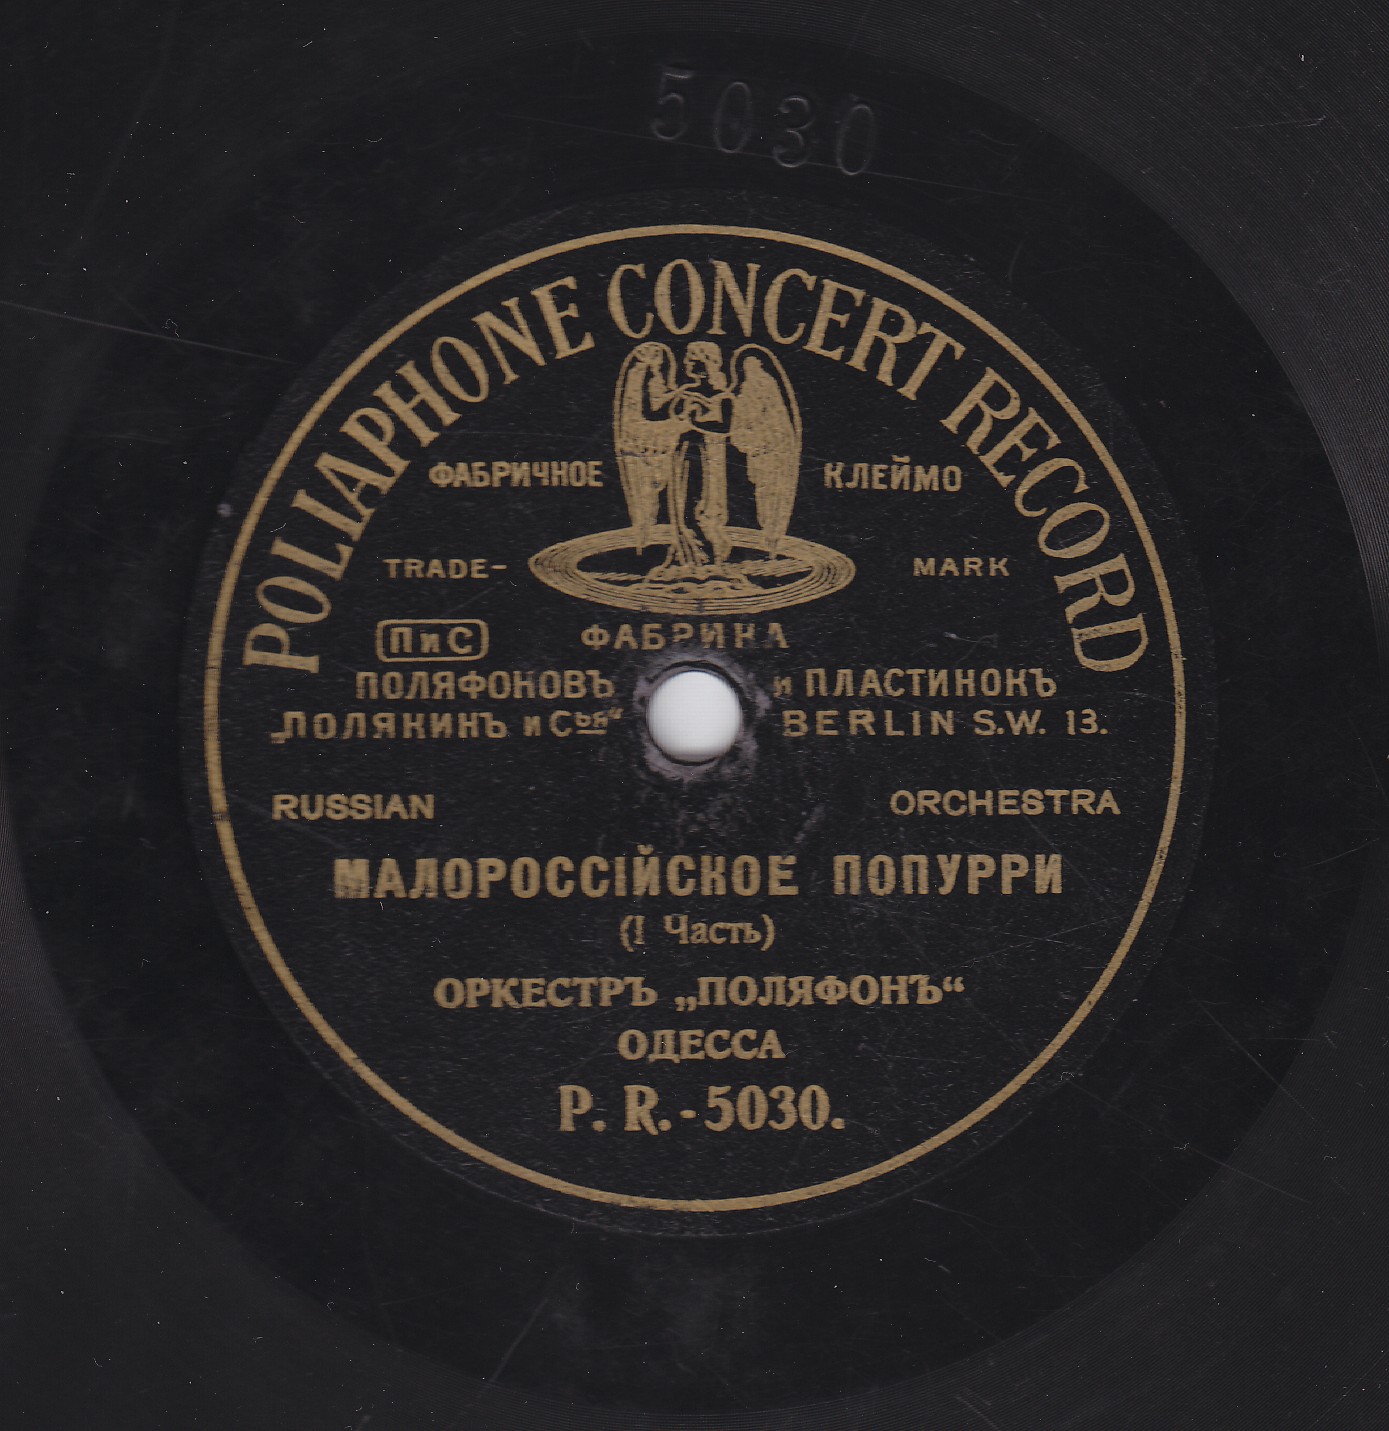 5030
POLIAPHONE CONCERT RECORD
ФАБРИЧНОЕ КЛЕЙМО
TRADE- MARK
ПиС ФАБРИКА
ПОЛЯФОНОВЪ и ПЛАСТИНОКЪ
„ПОЛЯКИНЪ и Съя“ BERLIN S.W. 13.
RUSSIAN ORCHESTRA
МАЛОРОССІЙСКОЕ ПОПУРРИ
(I Часть)
ОРКЕСТРЪ „ПОЛЯФОНЪ“
ОДЕССА
P. R.-5030.